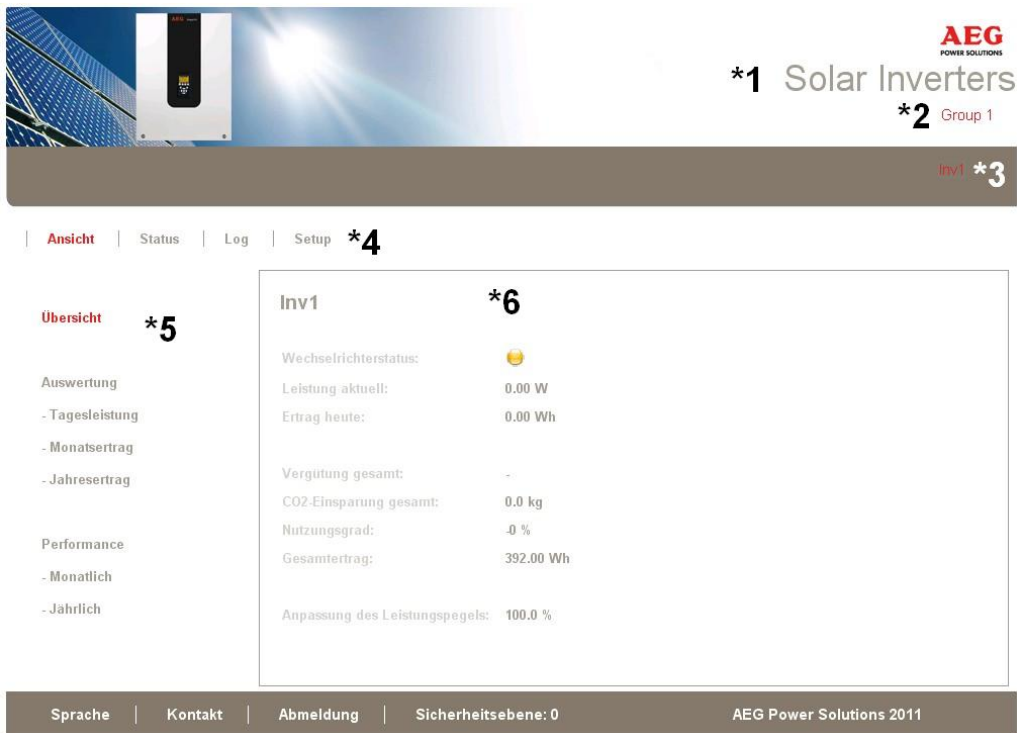 AEG
AEG
POWER SOLUTIONS
*1 Solar Inverters
*2 Group 1
Inv1 *3
Ansicht | Status | Log | Setup *4
Übersicht *5
Auswertung
- Tagesleistung
- Monatsertrag
- Jahresertrag
Performance
- Monatlich
- Jährlich
Inv1 *6
Wechselrichterstatus:
Leistung aktuell: 0.00 W
Ertrag heute: 0.00 Wh
Vergütung gesamt: -
CO2-Einsparung gesamt: 0.0 kg
Nutzungsgrad: -0 %
Gesamtertrag: 392.00 Wh
Anpassung des Leistungspegels: 100.0 %
Sprache | Kontakt | Abmeldung | Sicherheitsebene: 0 AEG Power Solutions 2011